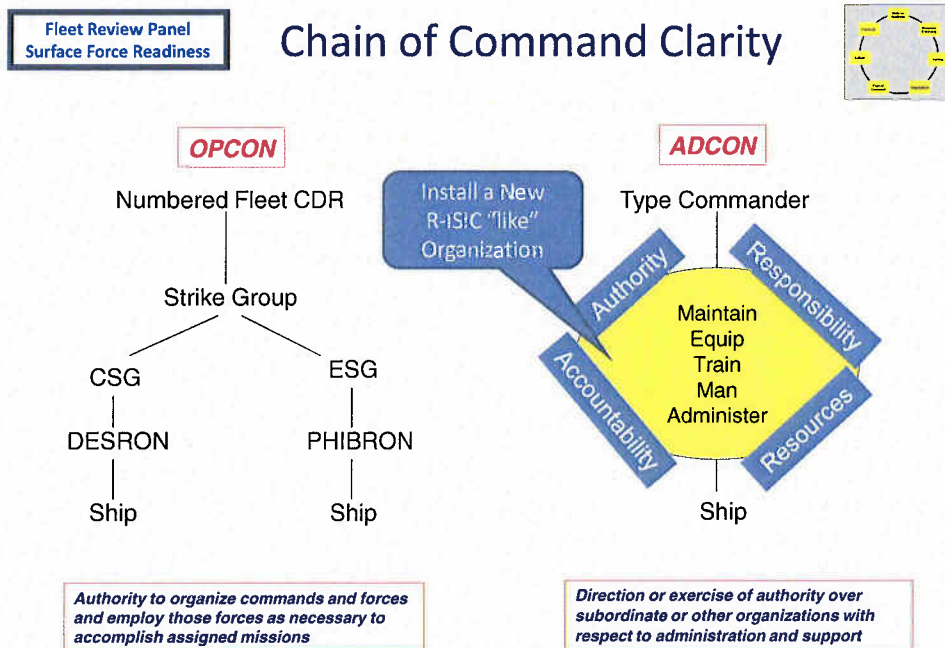 Fleet Review Panel
Surface Force Readiness
Chain of Command Clarity
OPCON
Numbered Fleet CDR
Strike Group
CSG
ESG
DESRON
PHIBRON
Ship
Ship
Authority to organize commands and forces
and employ those forces as necessary to
accomplish assigned missions
Install a New
R-ISIC "like"
Organization
ADCON
Type Commander
Authority
Responsibility
Maintain
Equip
Train
Man
Administer
Accountability
Resources
Ship
Direction or exercise of authority over
subordinate or other organizations with
respect to administration and support